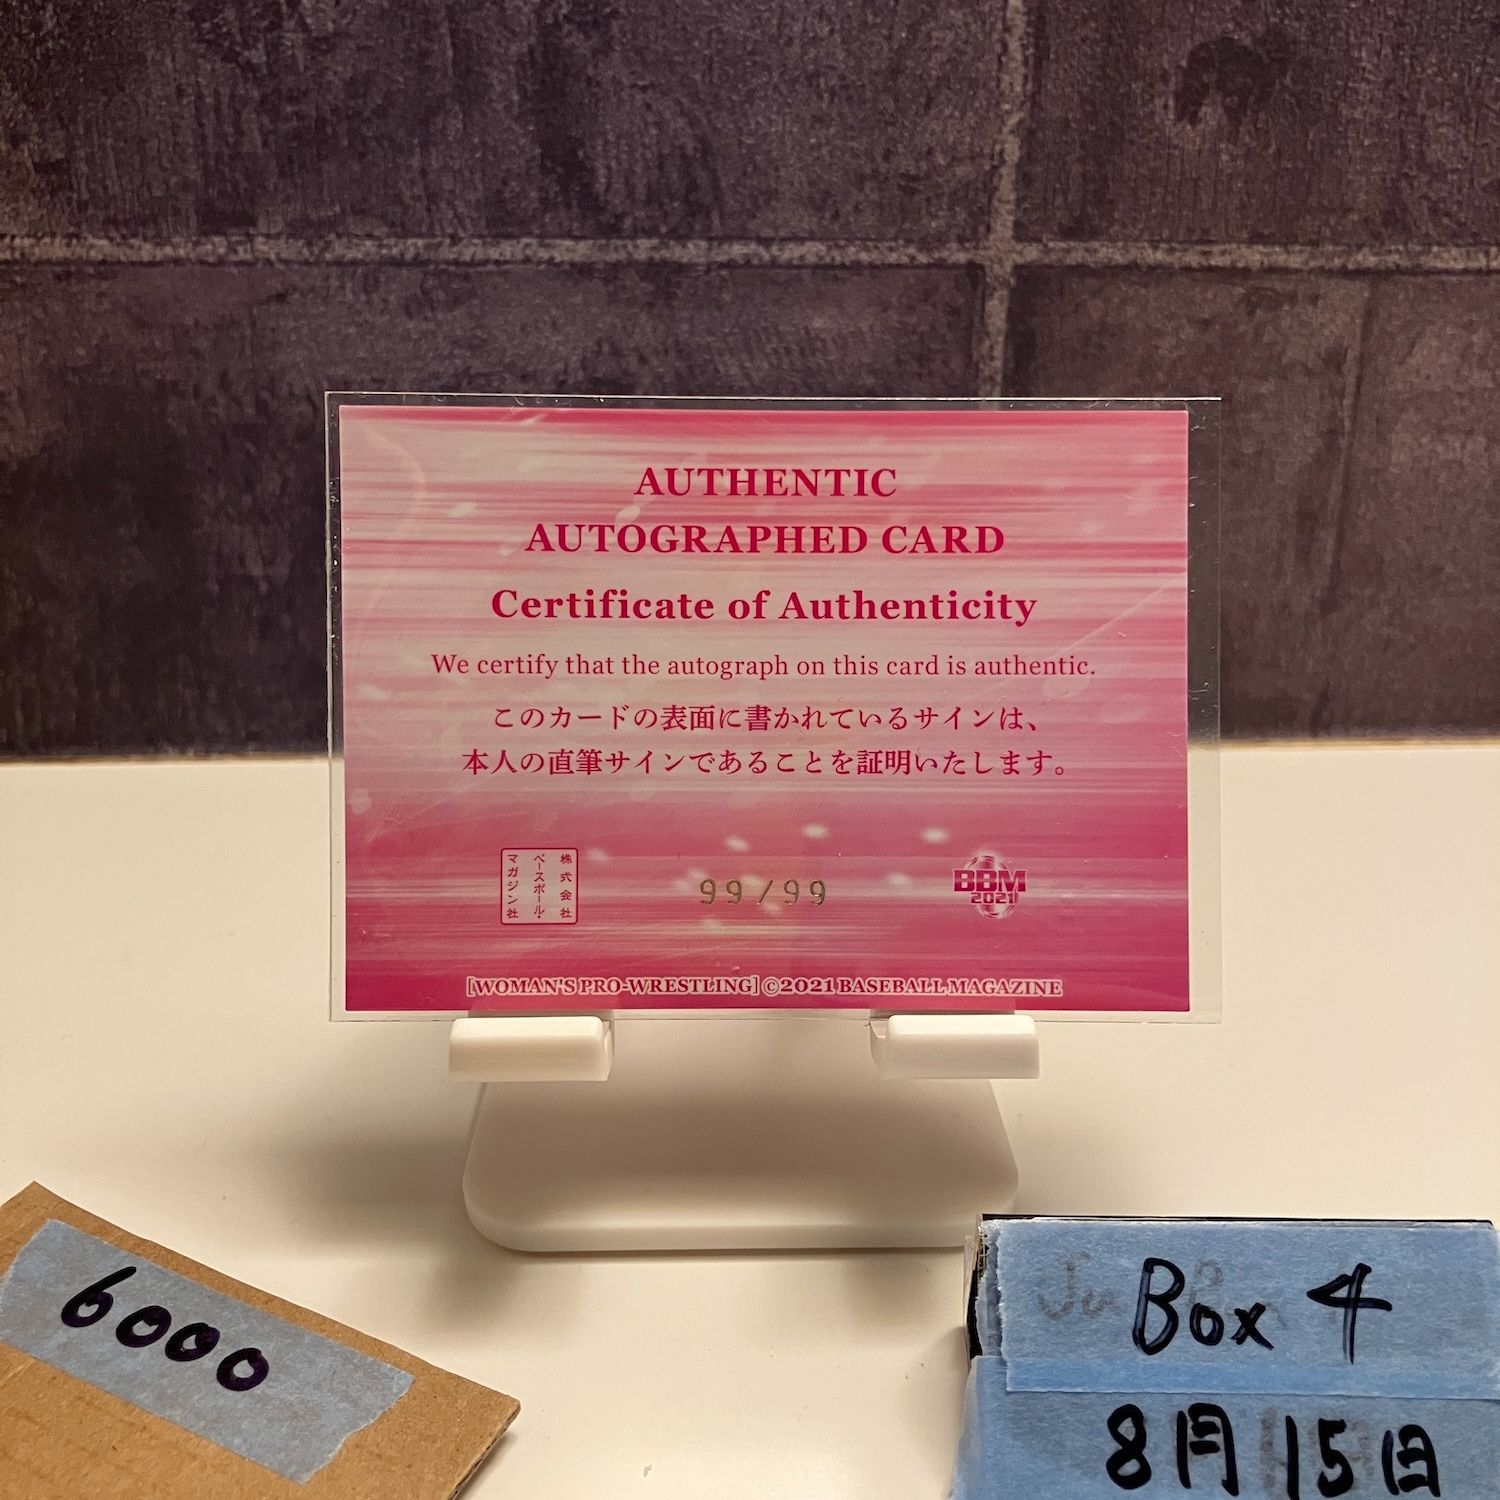 AUTHENTIC
AUTOGRAPHED CARD
Certificate of Authenticity
We certify that the autograph on this card is authentic.
このカードの表面に書かれているサインは、
本人の直筆サインであることを証明いたします。
株式会社
ベースボール・
マガジン社
99/99
BBM
2021
[WOMAN'S PRO-WRESTLING] ©2021 BASEBALL MAGAZINE
6000
Box 4
8月15日